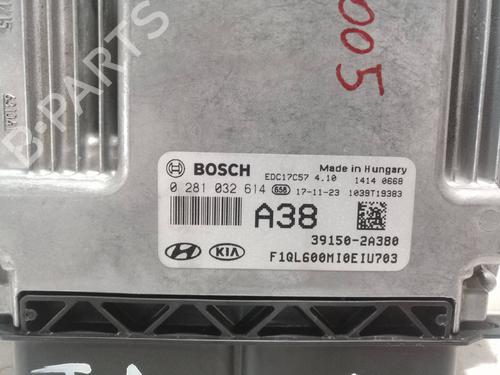 005
BOSCH
EDC17C57 4.10
Made in Hungary
1414 0668
0 281 032 614 658 17-11-23 1039T19383
A38
39150-2A380
KIA
F1QL600MI0EIU703
B-PARTS